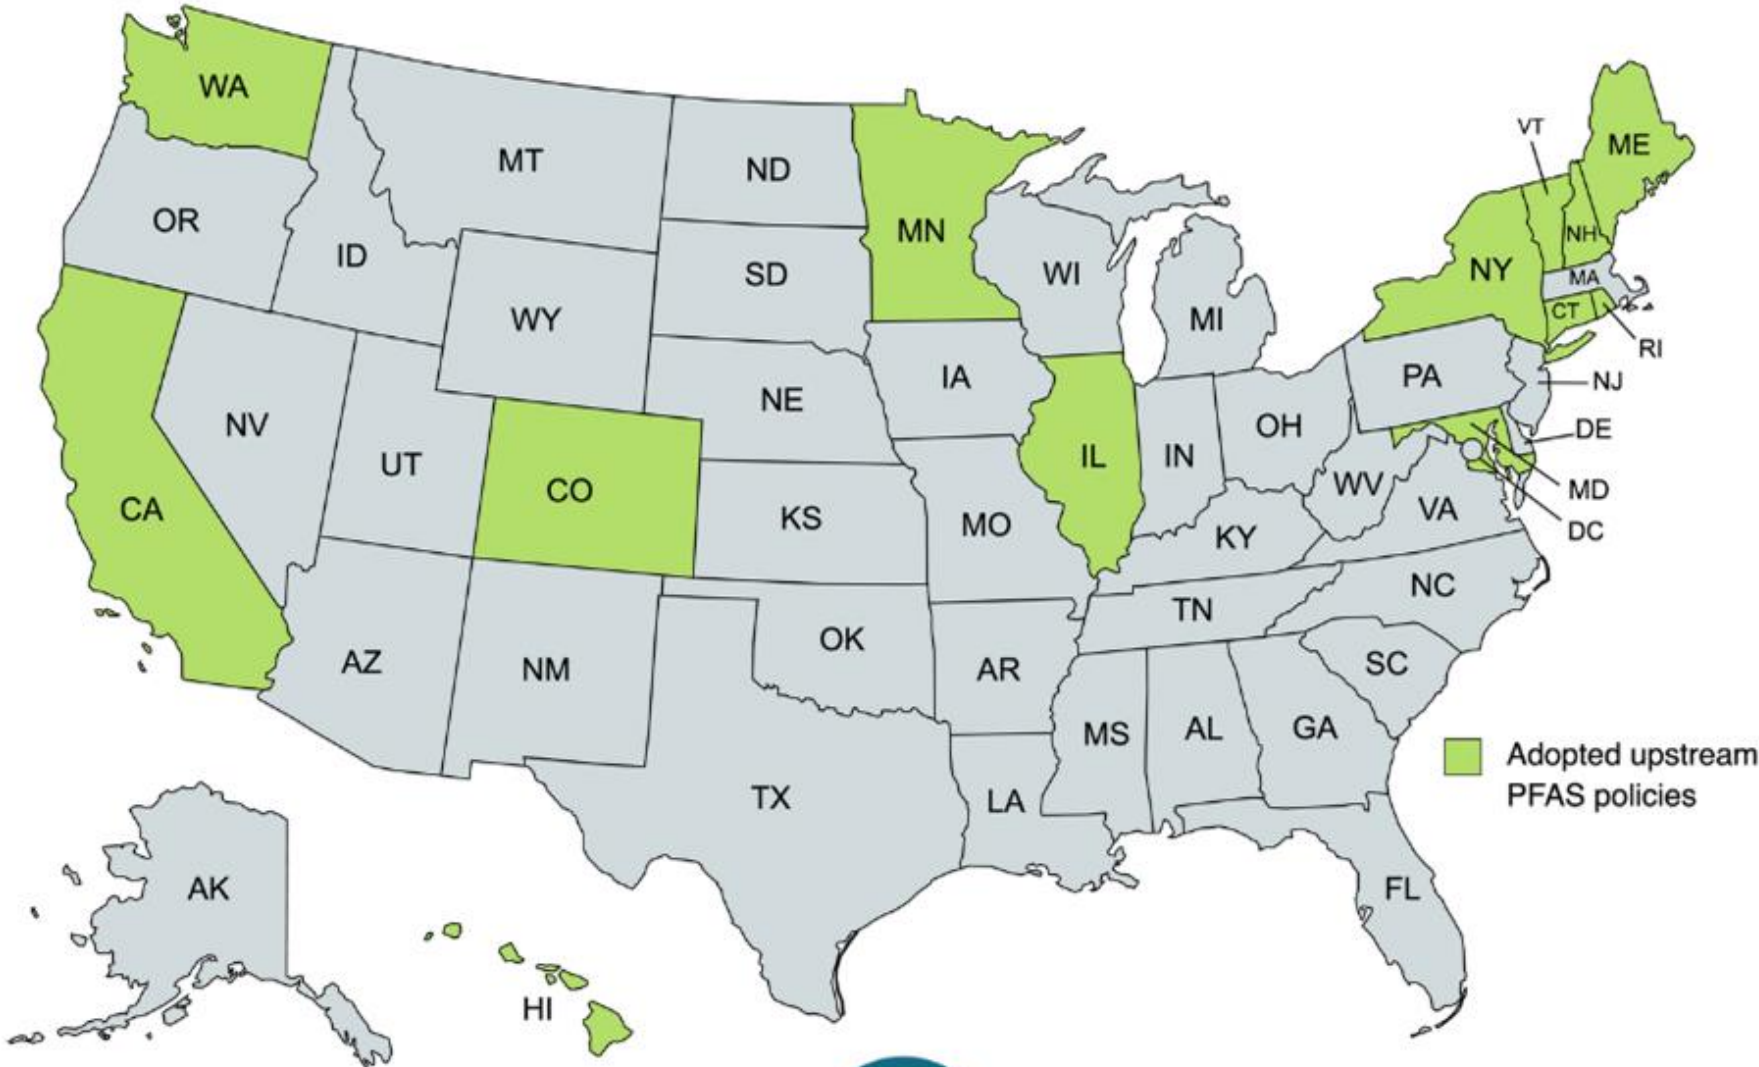 WA
MT
ND
MN
OR
ID
SD
WI
MI
WY
IA
NE
NV
UT
CO
CA
KS
MO
IL
IN
OH
PA
NY
VT
ME
NH
MA
CT
RI
NJ
DE
MD
DC
WV
VA
KY
NC
TN
OK
AR
SC
AZ
NM
MS
AL
GA
TX
LA
FL
AK
HI
Adopted upstream
PFAS policies